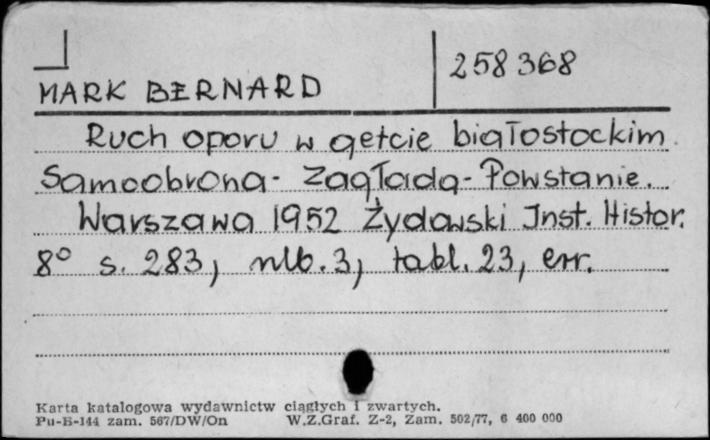 258368
MARK BERNARD
Ruch oporu w getcie białostockim.
Samoobrona - Zagłada - Powstanie.
Warszawa 1952 Żydowski Inst. Histor.
8° s. 283, nlb. 3, tabl. 23, err.
Karta katalogowa wydawnictw ciągłych i zwartych.
Pu-B-144 zam. 567/DW/On W.Z.Graf. Z-2, Zam. 502/77, 6 400 000